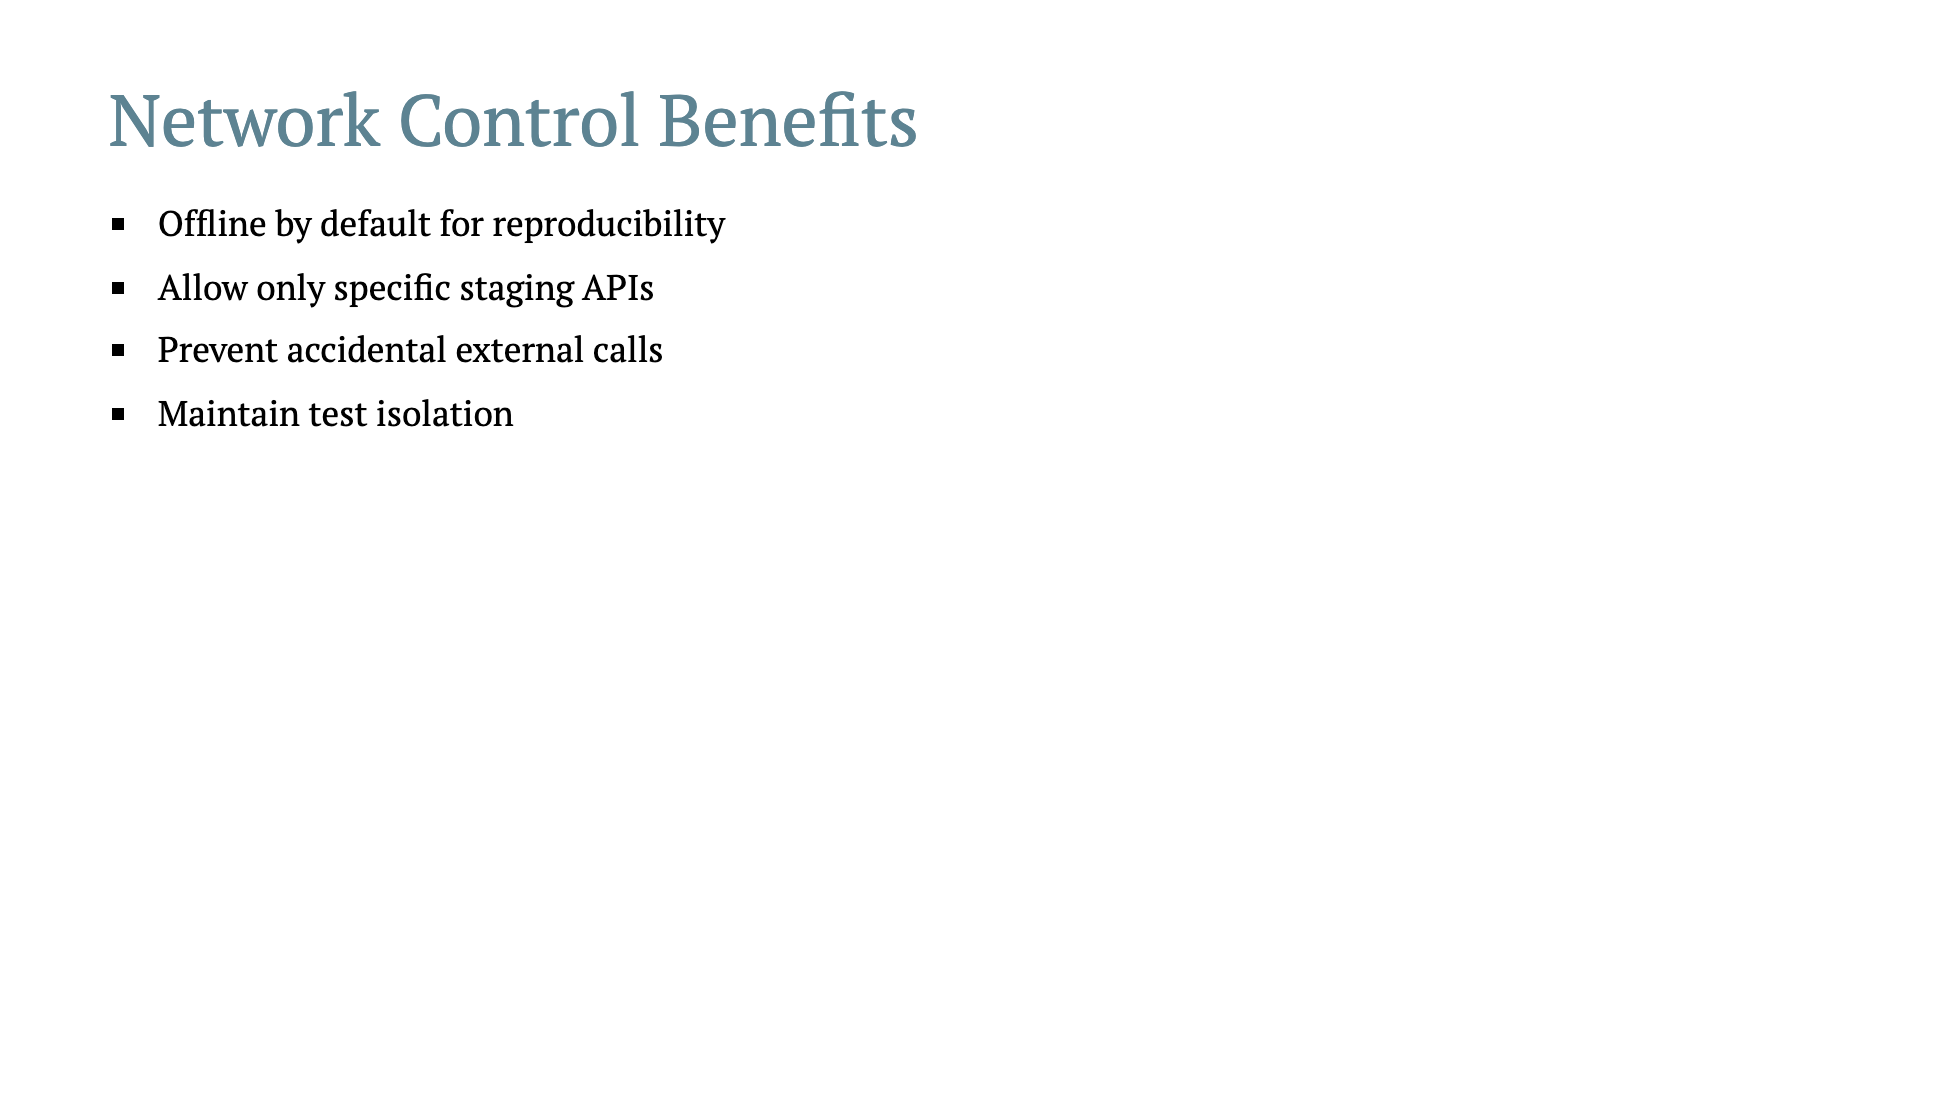 Network Control Benefits
▪ Offline by default for reproducibility
▪ Allow only specific staging APIs
▪ Prevent accidental external calls
▪ Maintain test isolation